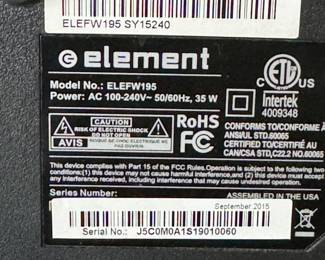 ELEFW195 SY15240
element
Model No.: ELEFW195
Power: AC 100-240V~ 50/60Hz, 35 W
C ETL US
Intertek
4009348
CAUTION
RISK OF ELECTRIC SHOCK
DO NOT OPEN
AVIS
RoHS
FC
CONFORMS TO/CONFORME À
ANSI/UL STD.60065
CERTIFIED TO/CERTIFIÉ AU
CAN/CSA STD.C22.2 NO.60065
This device complies with Part 15 of the FCC Rules.Operation is subject to the following two
conditions:(1) this device may not cause harmful interference,and (2) this device must accept any
interference received,including interference that may cause undesired operation.
Series Number:
ASSEMBLED IN THE USA
September 2015
Serial No.: J5C0M0A1S19010060